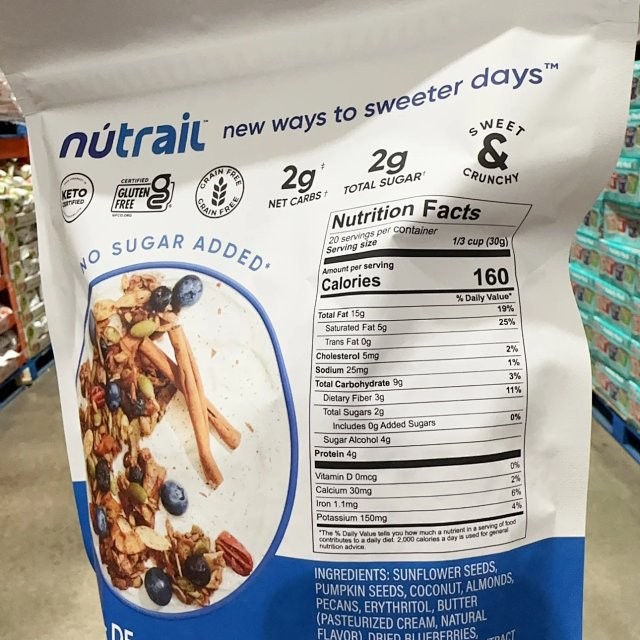 nútrail™ new ways to sweeter days™
KETO
CERTIFIED
CERTIFIED
GLUTEN
FREE
GFCO.ORG
GRAIN FREE
GRAIN FREE
2g‡
NET CARBS†
2g
TOTAL SUGAR†
SWEET
&
CRUNCHY
NO SUGAR ADDED*
Nutrition Facts
20 servings per container
Serving size 1/3 cup (30g)
Amount per serving
Calories 160
% Daily Value*
Total Fat 15g 19%
Saturated Fat 5g 25%
Trans Fat 0g
Cholesterol 5mg 2%
Sodium 25mg 1%
Total Carbohydrate 9g 3%
Dietary Fiber 3g 11%
Total Sugars 2g
Includes 0g Added Sugars 0%
Sugar Alcohol 4g
Protein 4g
Vitamin D 0mcg 0%
Calcium 30mg 2%
Iron 1.1mg 6%
Potassium 150mg 4%
*The % Daily Value tells you how much a nutrient in a serving of food
contributes to a daily diet. 2,000 calories a day is used for general
nutrition advice.
INGREDIENTS: SUNFLOWER SEEDS,
PUMPKIN SEEDS, COCONUT, ALMONDS,
PECANS, ERYTHRITOL, BUTTER
(PASTEURIZED CREAM, NATURAL
FLAVOR), DRIED BLUEBERRIES,